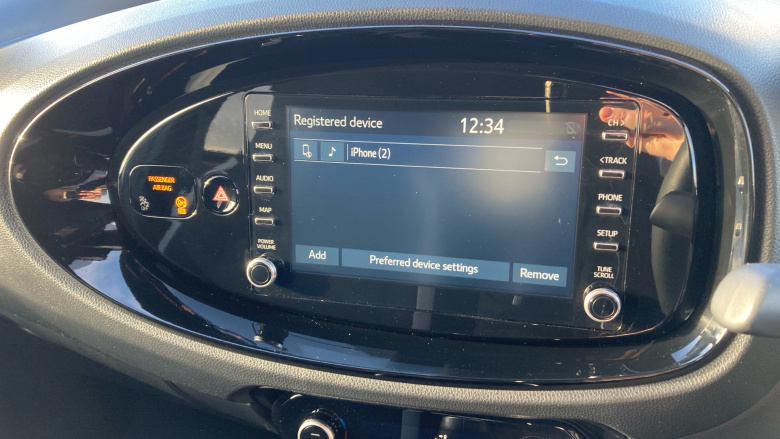 HOME
MENU
AUDIO
MAP
POWER
VOLUME
PASSENGER
AIR BAG
Registered device
12:34
iPhone (2)
Add
Preferred device settings
Remove
CH >
< TRACK
PHONE
SETUP
TUNE
SCROLL